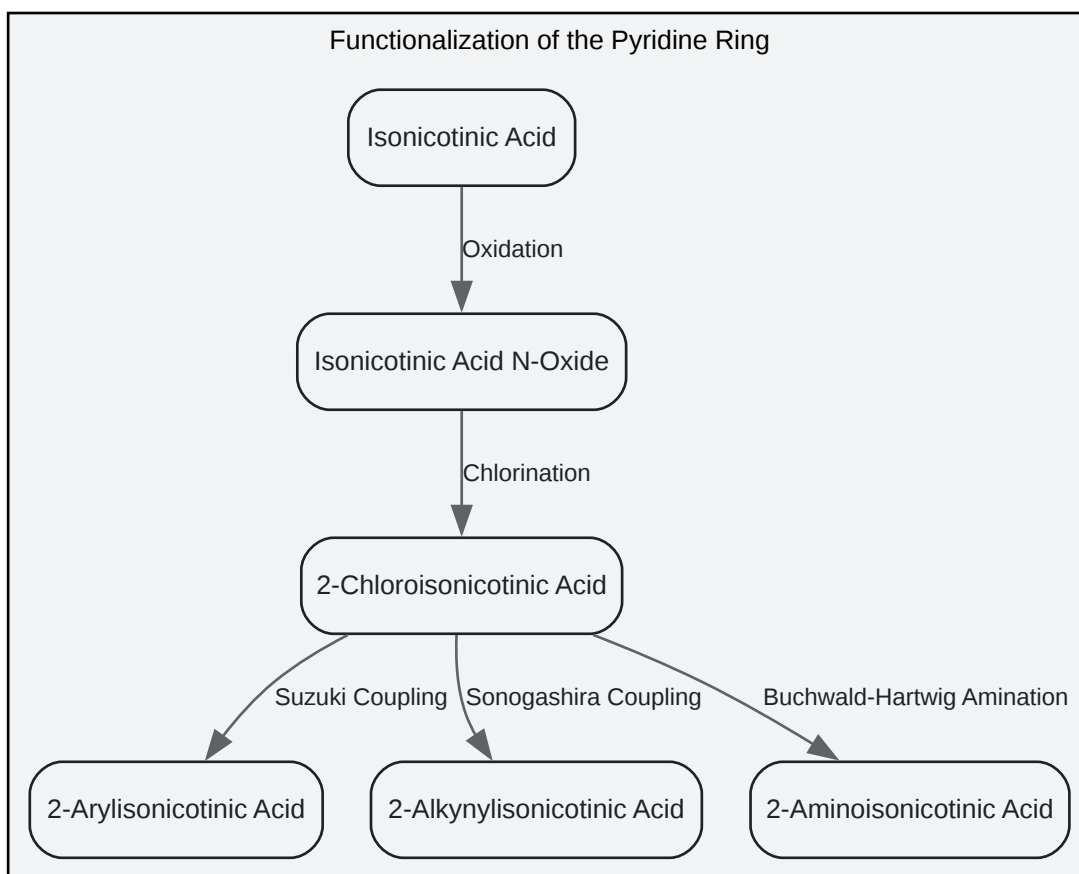 Functionalization of the Pyridine Ring
Isonicotinic Acid
Oxidation
Isonicotinic Acid N-Oxide
Chlorination
2-Chloroisonicotinic Acid
Suzuki Coupling
Sonogashira Coupling
Buchwald-Hartwig Amination
2-Arylisonicotinic Acid
2-Alkynylisonicotinic Acid
2-Aminoisonicotinic Acid